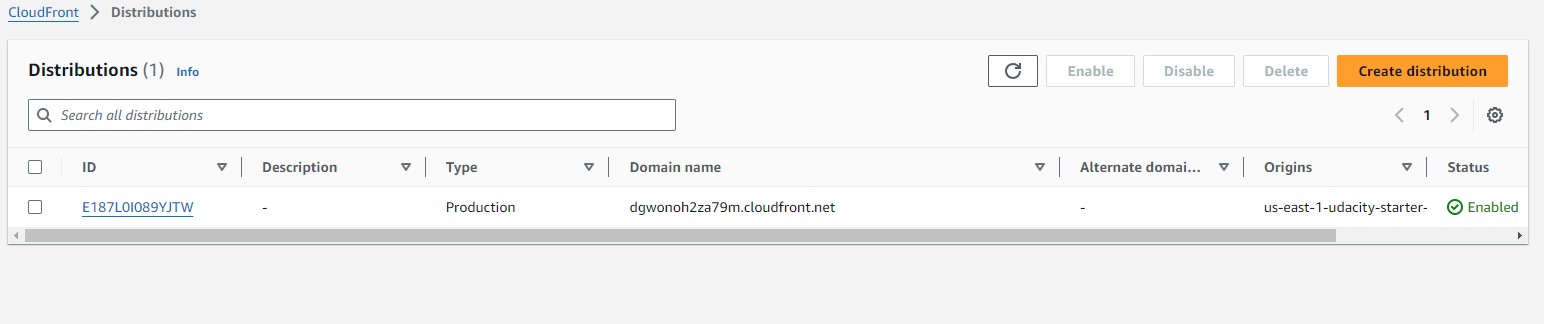 CloudFront > Distributions
Distributions (1) Info
Enable Disable Delete Create distribution
Search all distributions
1
ID Description Type Domain name Alternate domai... Origins Status
E187L0I089YJTW - Production dgwonoh2za79m.cloudfront.net - us-east-1-udacity-starter- Enabled